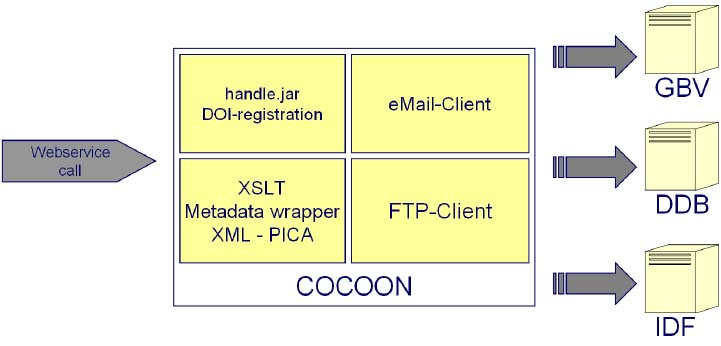 Webservice
call
handle.jar
DOI-registration
eMail-Client
XSLT
Metadata wrapper
XML - PICA
FTP-Client
COCOON
GBV
DDB
IDF